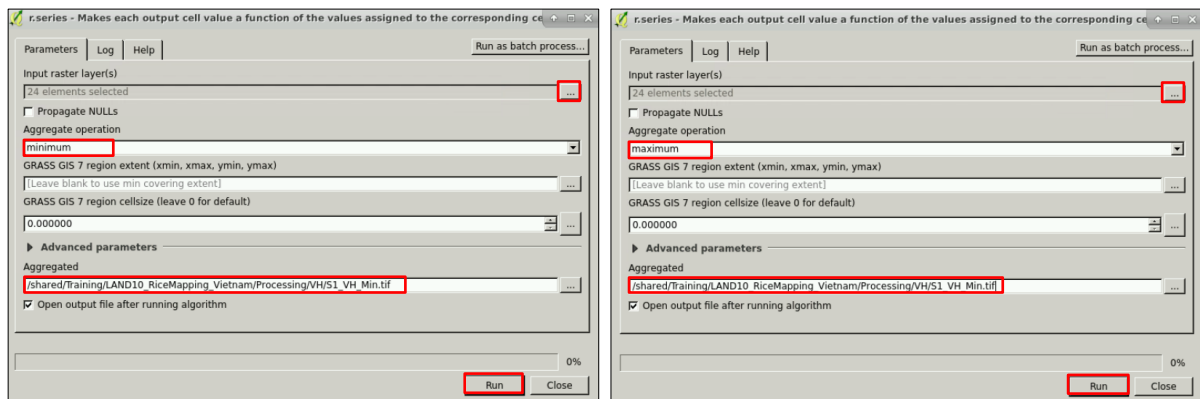 r.series - Makes each output cell value a function of the values assigned to the corresponding ce
Parameters Log Help Run as batch process...
Input raster layer(s)
24 elements selected ...
Propagate NULLs
Aggregate operation
minimum
GRASS GIS 7 region extent (xmin, xmax, ymin, ymax)
[Leave blank to use min covering extent] ...
GRASS GIS 7 region cellsize (leave 0 for default)
0.000000 ...
Advanced parameters
Aggregated
/shared/Training/LAND10_RiceMapping_Vietnam/Processing/VH/S1_VH_Min.tif ...
Open output file after running algorithm
0%
Run Close
r.series - Makes each output cell value a function of the values assigned to the corresponding ce
Parameters Log Help Run as batch process...
Input raster layer(s)
24 elements selected ...
Propagate NULLs
Aggregate operation
maximum
GRASS GIS 7 region extent (xmin, xmax, ymin, ymax)
[Leave blank to use min covering extent] ...
GRASS GIS 7 region cellsize (leave 0 for default)
0.000000 ...
Advanced parameters
Aggregated
/shared/Training/LAND10_RiceMapping_Vietnam/Processing/VH/S1_VH_Min.tif ...
Open output file after running algorithm
0%
Run Close